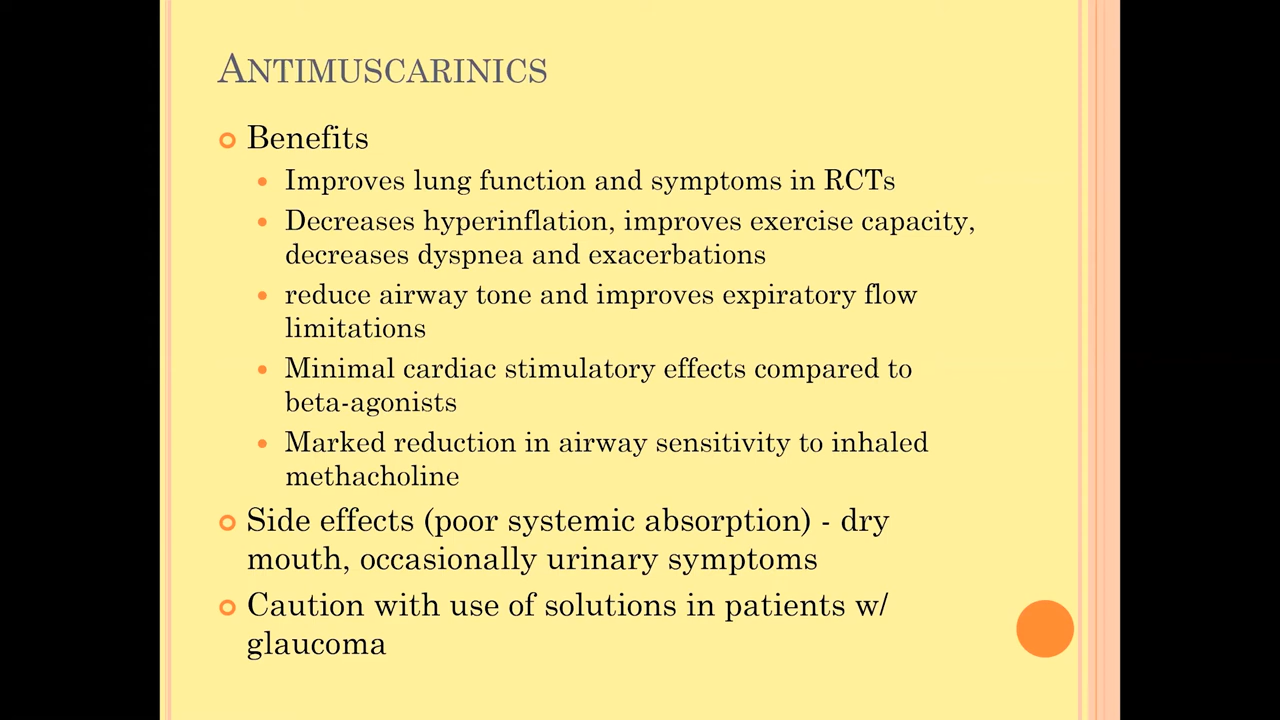 ANTIMUSCARINICS
Benefits
Improves lung function and symptoms in RCTs
Decreases hyperinflation, improves exercise capacity,
decreases dyspnea and exacerbations
reduce airway tone and improves expiratory flow
limitations
Minimal cardiac stimulatory effects compared to
beta-agonists
Marked reduction in airway sensitivity to inhaled
methacholine
Side effects (poor systemic absorption) - dry
mouth, occasionally urinary symptoms
Caution with use of solutions in patients w/
glaucoma